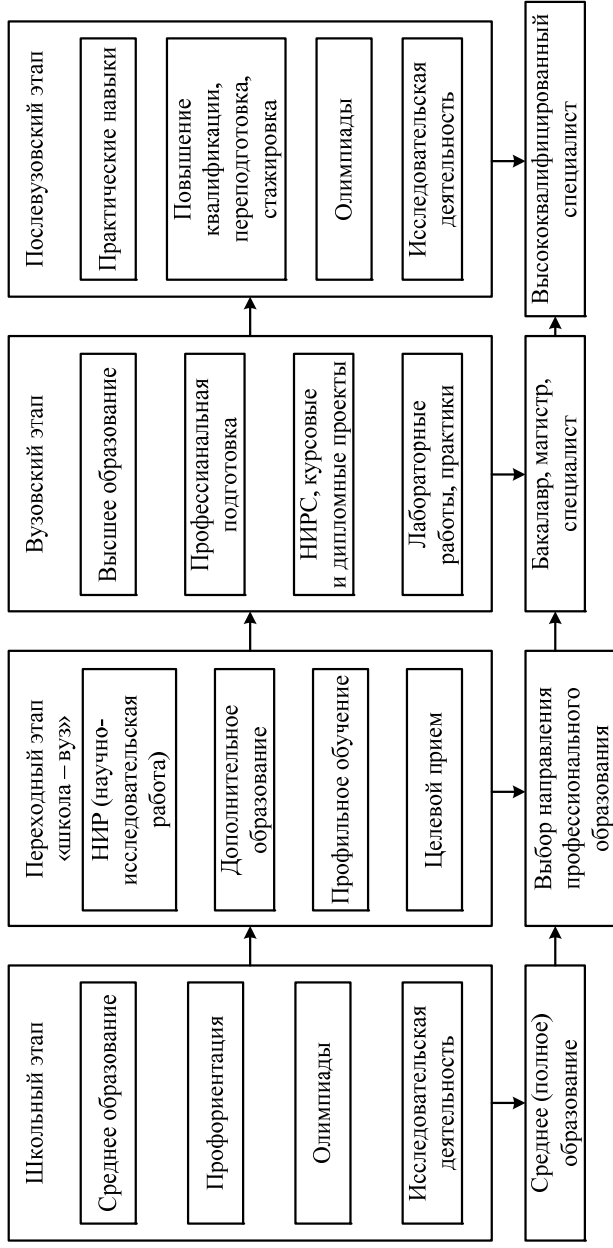 Школьный этап
Среднее образование
Профориентация
Олимпиады
Исследовательская
деятельность
Среднее (полное)
образование
Переходный этап
«школа – вуз»
НИР (научно-
исследовательская
работа)
Дополнительное
образование
Профильное обучение
Целевой прием
Выбор направления
профессионального
образования
Вузовский этап
Высшее образование
Профессианальная
подготовка
НИРС, курсовые
и дипломные проекты
Лабораторные
работы, практики
Бакалавр, магистр,
специалист
Послевузовский этап
Практические навыки
Повышение
квалификации,
переподготовка,
стажировка
Олимпиады
Исследовательская
деятельность
Высококвалифицированный
специалист